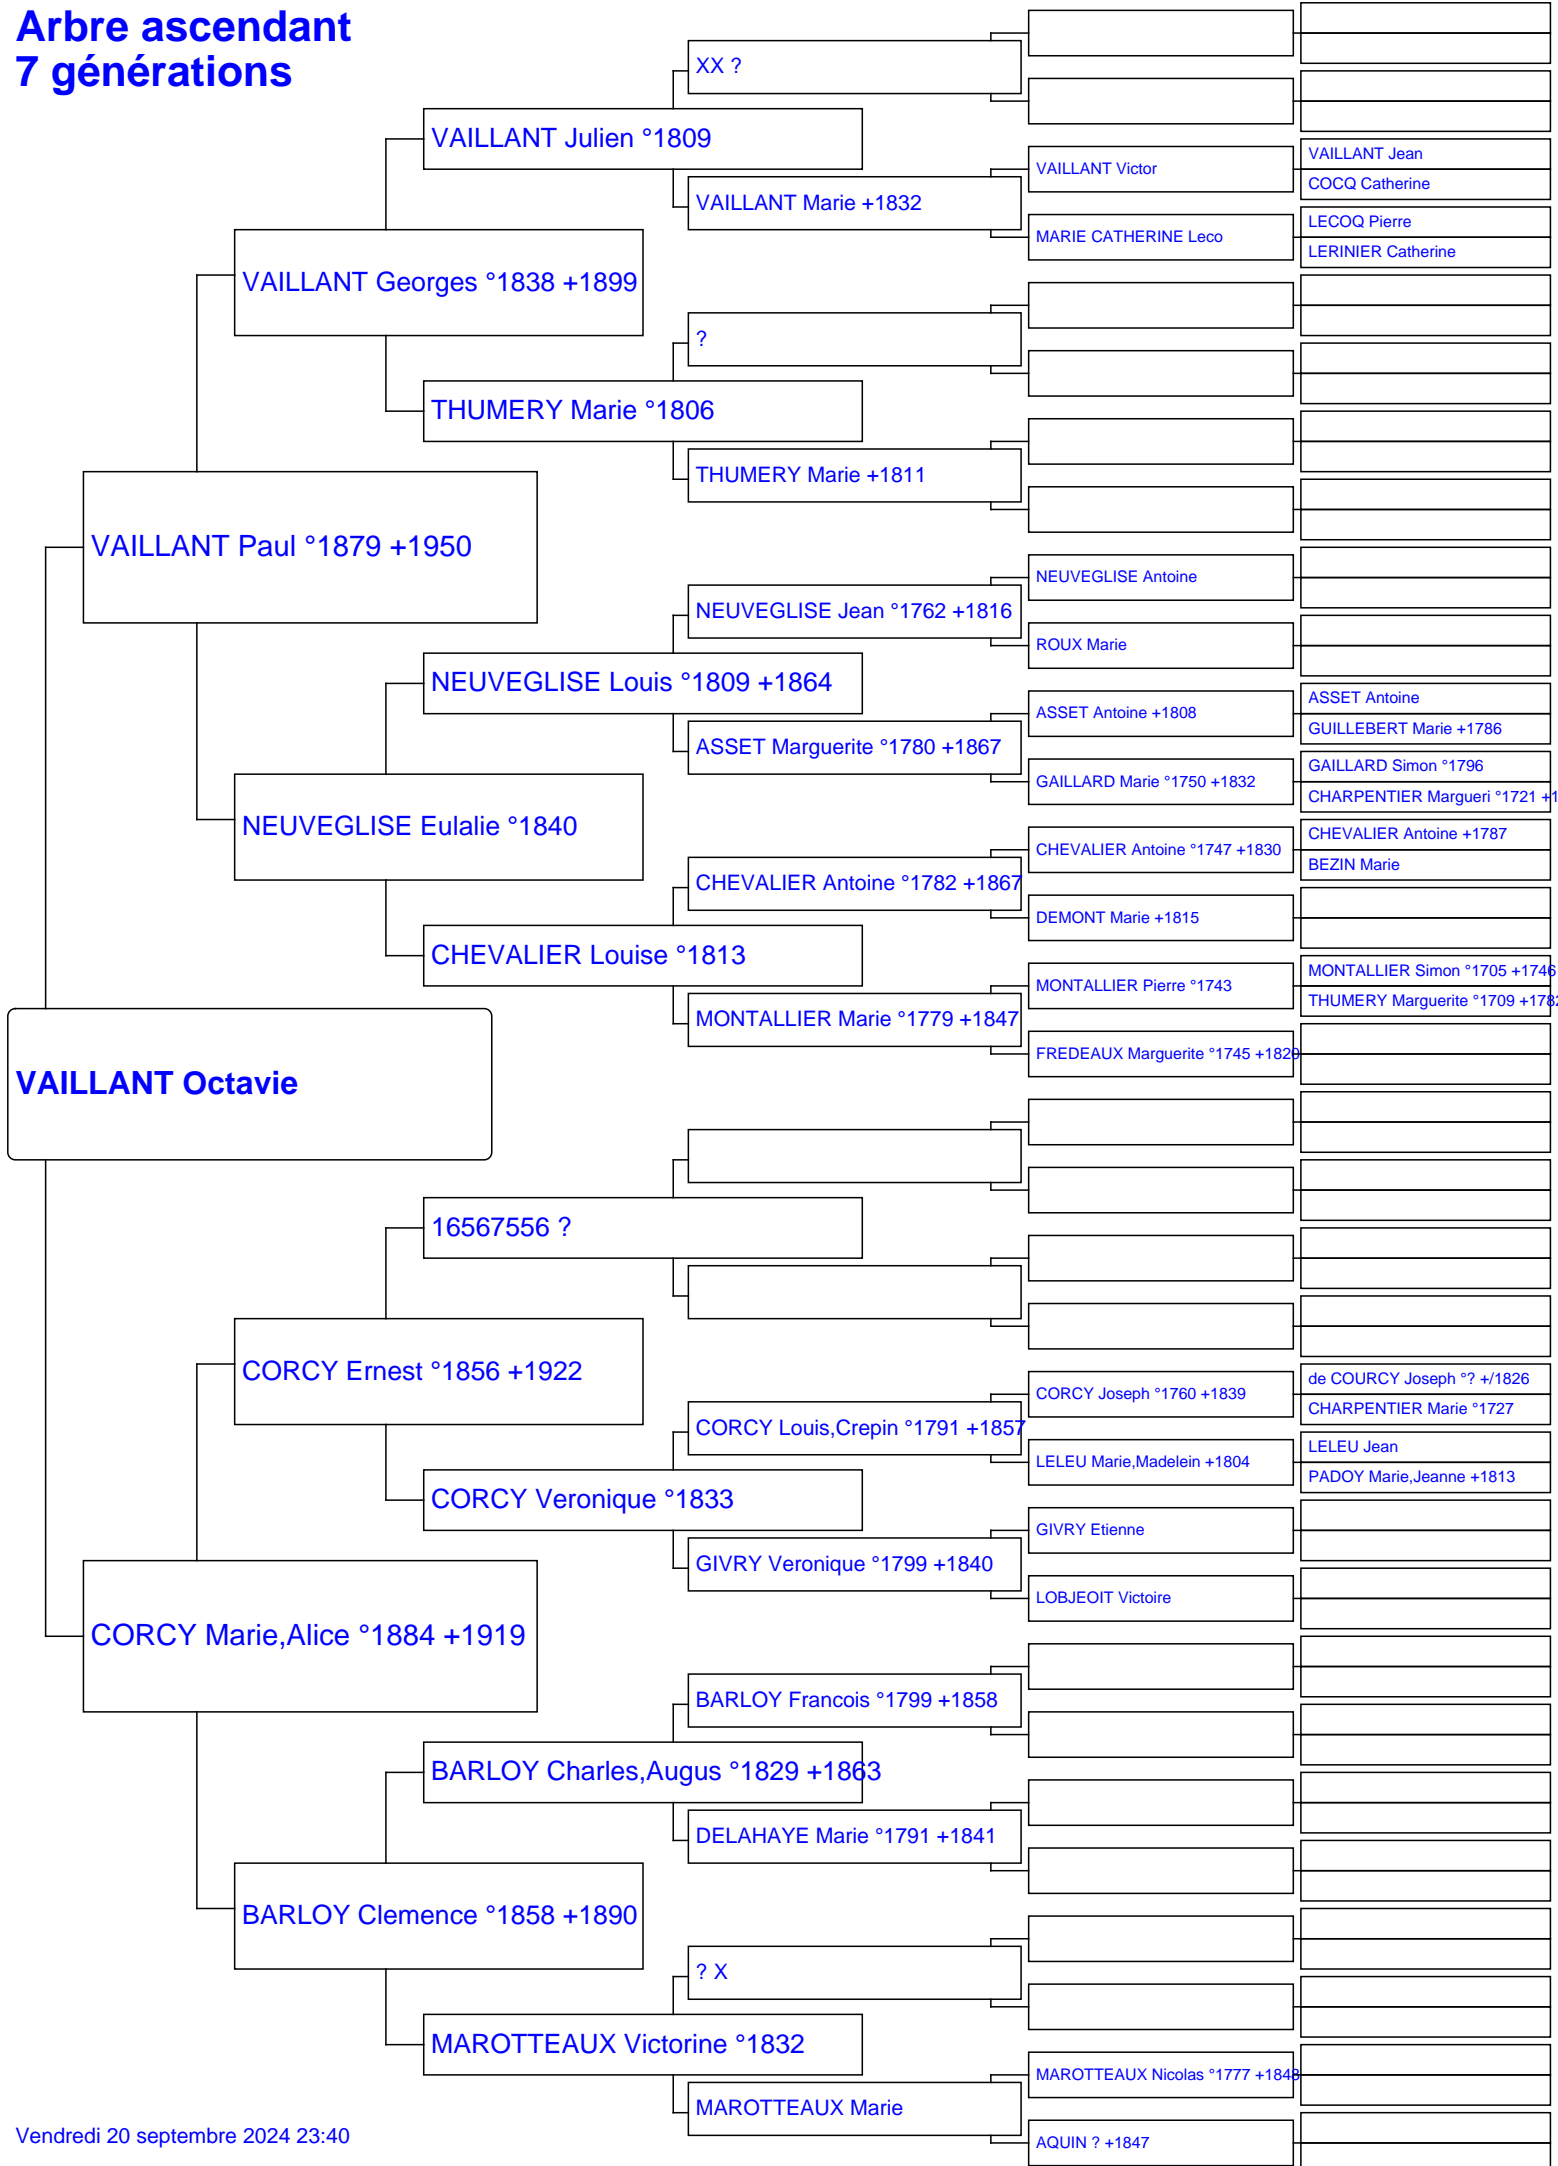 Arbre ascendant
7 générations
XX ?
VAILLANT Julien °1809
VAILLANT Marie +1832
VAILLANT Victor
VAILLANT Jean
COCQ Catherine
MARIE CATHERINE Leco
LECOQ Pierre
LERINIER Catherine
VAILLANT Georges °1838 +1899
?
THUMERY Marie °1806
THUMERY Marie +1811
VAILLANT Paul °1879 +1950
NEUVEGLISE Antoine
NEUVEGLISE Jean °1762 +1816
ROUX Marie
NEUVEGLISE Louis °1809 +1864
ASSET Antoine +1808
ASSET Antoine
GUILLEBERT Marie +1786
ASSET Marguerite °1780 +1867
GAILLARD Marie °1750 +1832
GAILLARD Simon °1796
CHARPENTIER Margueri °1721 +1
NEUVEGLISE Eulalie °1840
CHEVALIER Antoine °1747 +1830
CHEVALIER Antoine +1787
BEZIN Marie
CHEVALIER Antoine °1782 +1867
DEMONT Marie +1815
CHEVALIER Louise °1813
MONTALLIER Pierre °1743
MONTALLIER Simon °1705 +1746
THUMERY Marguerite °1709 +1782
MONTALLIER Marie °1779 +1847
FREDEAUX Marguerite °1745 +1820
VAILLANT Octavie
16567556 ?
CORCY Ernest °1856 +1922
CORCY Joseph °1760 +1839
de COURCY Joseph °? +/1826
CHARPENTIER Marie °1727
CORCY Louis,Crepin °1791 +1857
LELEU Marie,Madelein +1804
LELEU Jean
PADOY Marie,Jeanne +1813
CORCY Veronique °1833
GIVRY Etienne
GIVRY Veronique °1799 +1840
LOBJEOIT Victoire
CORCY Marie,Alice °1884 +1919
BARLOY Francois °1799 +1858
BARLOY Charles,Augus °1829 +1863
DELAHAYE Marie °1791 +1841
BARLOY Clemence °1858 +1890
? X
MAROTTEAUX Victorine °1832
MAROTTEAUX Nicolas °1777 +1848
MAROTTEAUX Marie
AQUIN ? +1847
Vendredi 20 septembre 2024 23:40